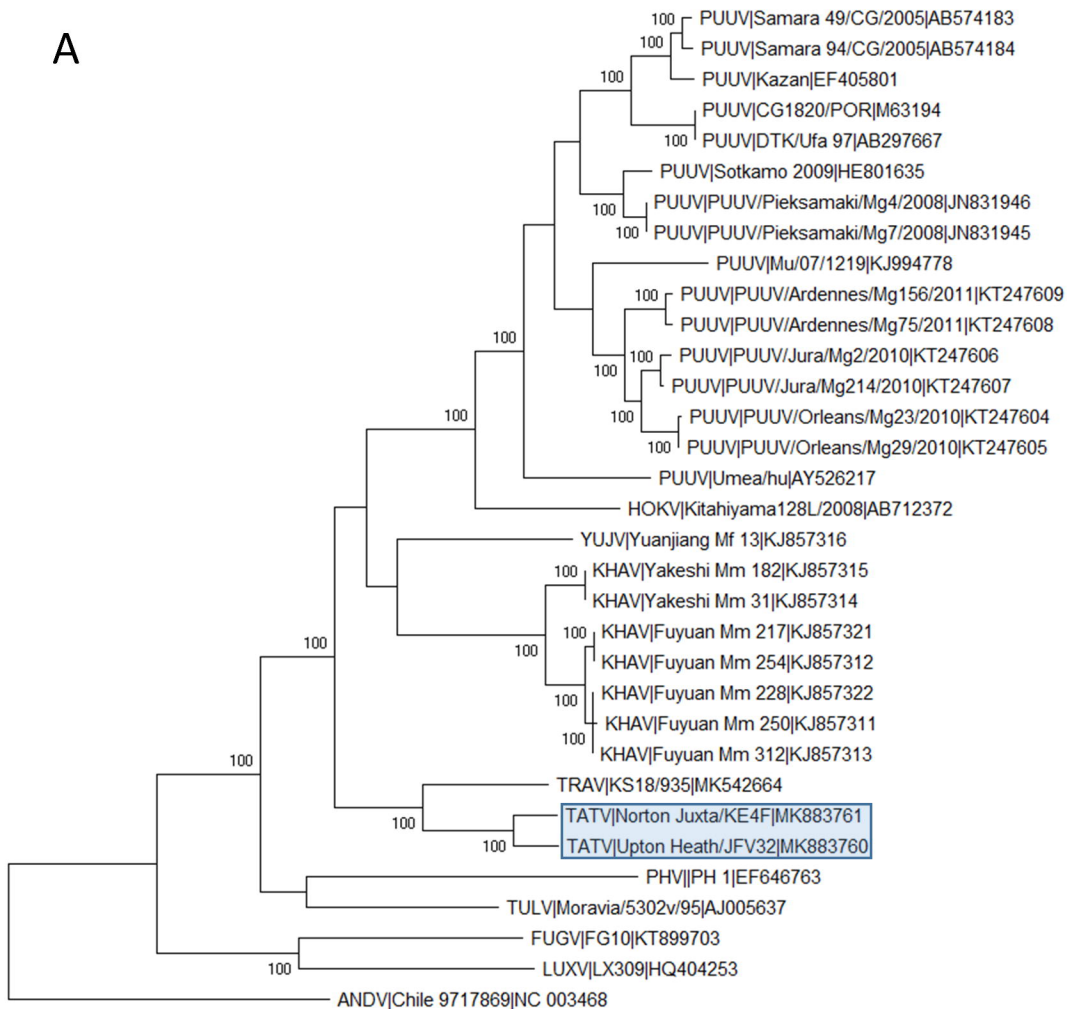 A
100
PUUV|Samara 49/CG/2005|AB574183
100
PUUV|Samara 94/CG/2005|AB574184
100
PUUV|Kazan|EF405801
PUUV|CG1820/POR|M63194
100
PUUV|DTK/Ufa 97|AB297667
PUUV|Sotkamo 2009|HE801635
100
PUUV|PUUV/Pieksamaki/Mg4/2008|JN831946
100
PUUV|PUUV/Pieksamaki/Mg7/2008|JN831945
PUUV|Mu/07/1219|KJ994778
100
PUUV|PUUV/Ardennes/Mg156/2011|KT247609
PUUV|PUUV/Ardennes/Mg75/2011|KT247608
100
100
PUUV|PUUV/Jura/Mg2/2010|KT247606
100
PUUV|PUUV/Jura/Mg214/2010|KT247607
100
PUUV|PUUV/Orleans/Mg23/2010|KT247604
100
PUUV|PUUV/Orleans/Mg29/2010|KT247605
PUUV|Umea/hu|AY526217
100
HOKV|Kitahiyama128L/2008|AB712372
YUJV|Yuanjiang Mf 13|KJ857316
100
KHAV|Yakeshi Mm 182|KJ857315
KHAV|Yakeshi Mm 31|KJ857314
100
100
KHAV|Fuyuan Mm 217|KJ857321
100
KHAV|Fuyuan Mm 254|KJ857312
100
KHAV|Fuyuan Mm 228|KJ857322
KHAV|Fuyuan Mm 250|KJ857311
100
KHAV|Fuyuan Mm 312|KJ857313
100
TRAV|KS18/935|MK542664
100
TATV|Norton Juxta/KE4F|MK883761
100
TATV|Upton Heath/JFV32|MK883760
PHV||PH 1|EF646763
TULV|Moravia/5302v/95|AJ005637
FUGV|FG10|KT899703
100
LUXV|LX309|HQ404253
ANDV|Chile 9717869|NC 003468